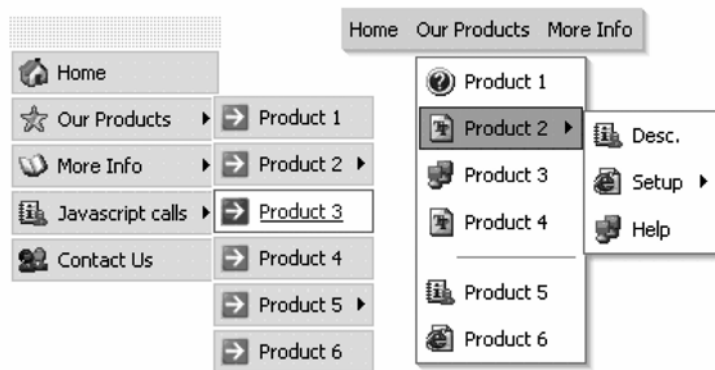 Home
Our Products
More Info
Javascript calls
Contact Us
Product 1
Product 2
Product 3
Product 4
Product 5
Product 6
Home Our Products More Info
Product 1
Product 2
Product 3
Product 4
Product 5
Product 6
Desc.
Setup
Help